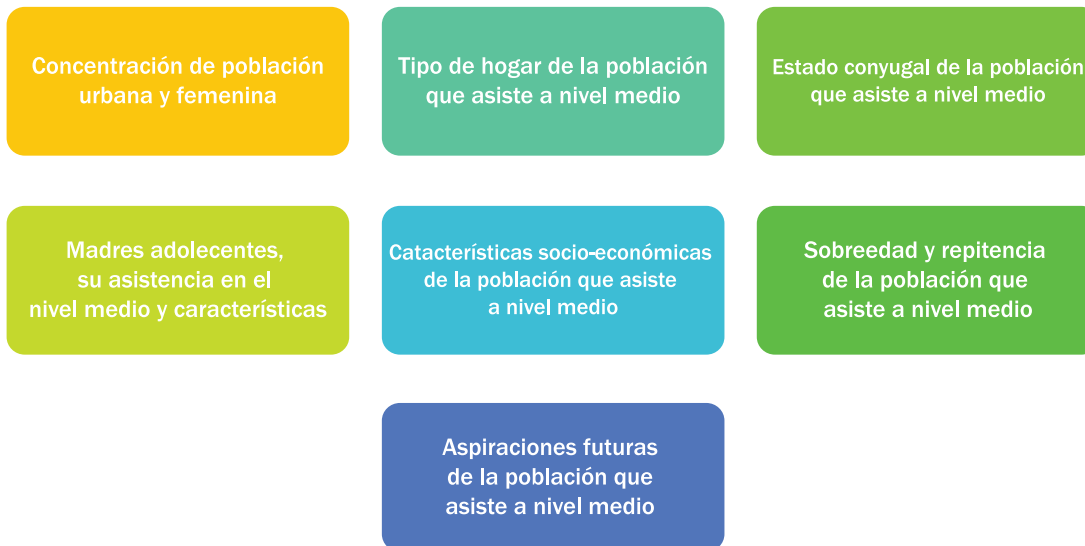 Concentración de población
urbana y femenina
Tipo de hogar de la población
que asiste a nivel medio
Estado conyugal de la población
que asiste a nivel medio
Madres adolecentes,
su asistencia en el
nivel medio y características
Catacterísticas socio-económicas
de la población que asiste
a nivel medio
Sobreedad y repitencia
de la población que
asiste a nivel medio
Aspiraciones futuras
de la población que
asiste a nivel medio